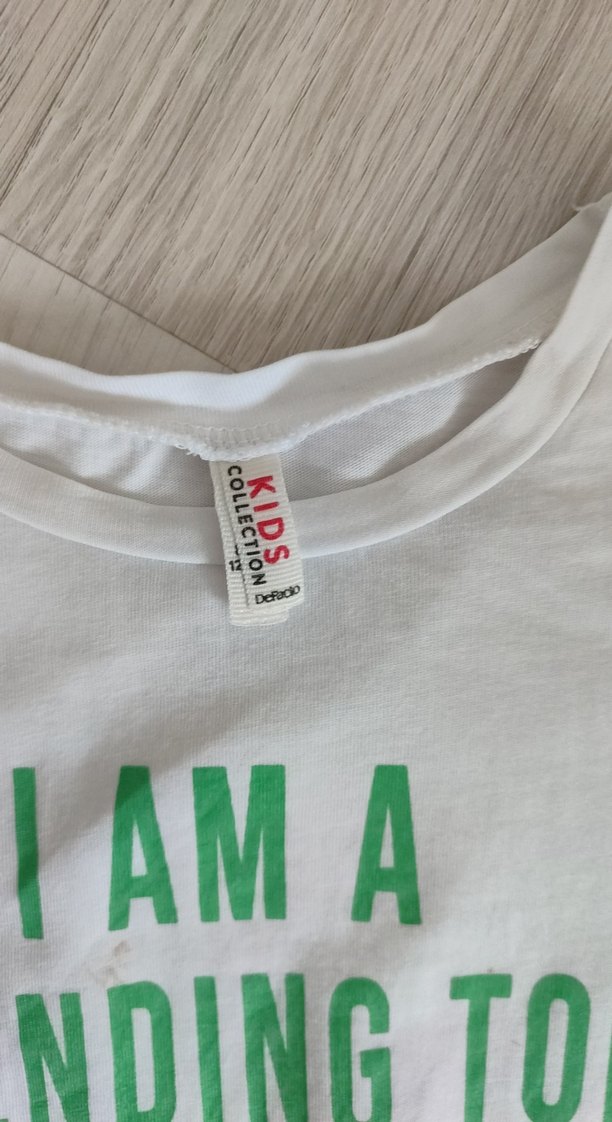 KIDS
COLLECTION
12
DeFacto
I AM A
NDING TO